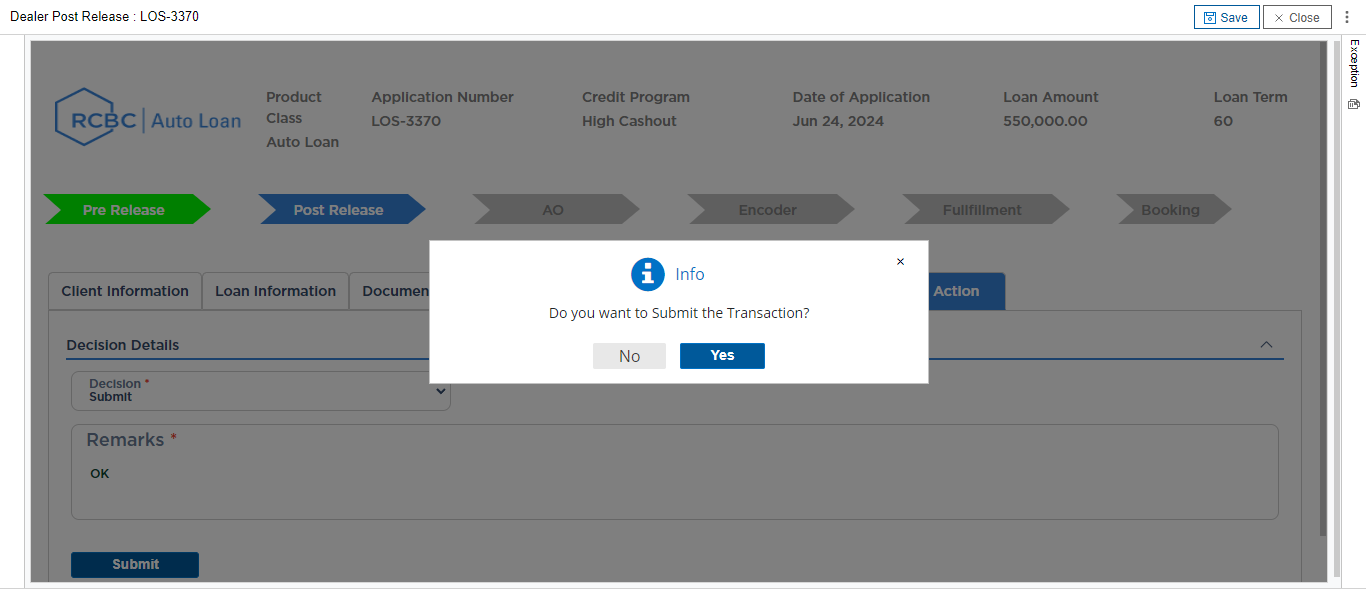 Dealer Post Release : LOS-3370
Save
Close
Exception
RCBC Auto Loan
Product Class
Auto Loan
Application Number
LOS-3370
Credit Program
High Cashout
Date of Application
Jun 24, 2024
Loan Amount
550,000.00
Loan Term
60
Pre Release
Post Release
AO
Encoder
Fullfillment
Booking
Client Information
Loan Information
Documen
Action
Info
Do you want to Submit the Transaction?
No
Yes
Decision Details
Decision *
Submit
Remarks *
OK
Submit